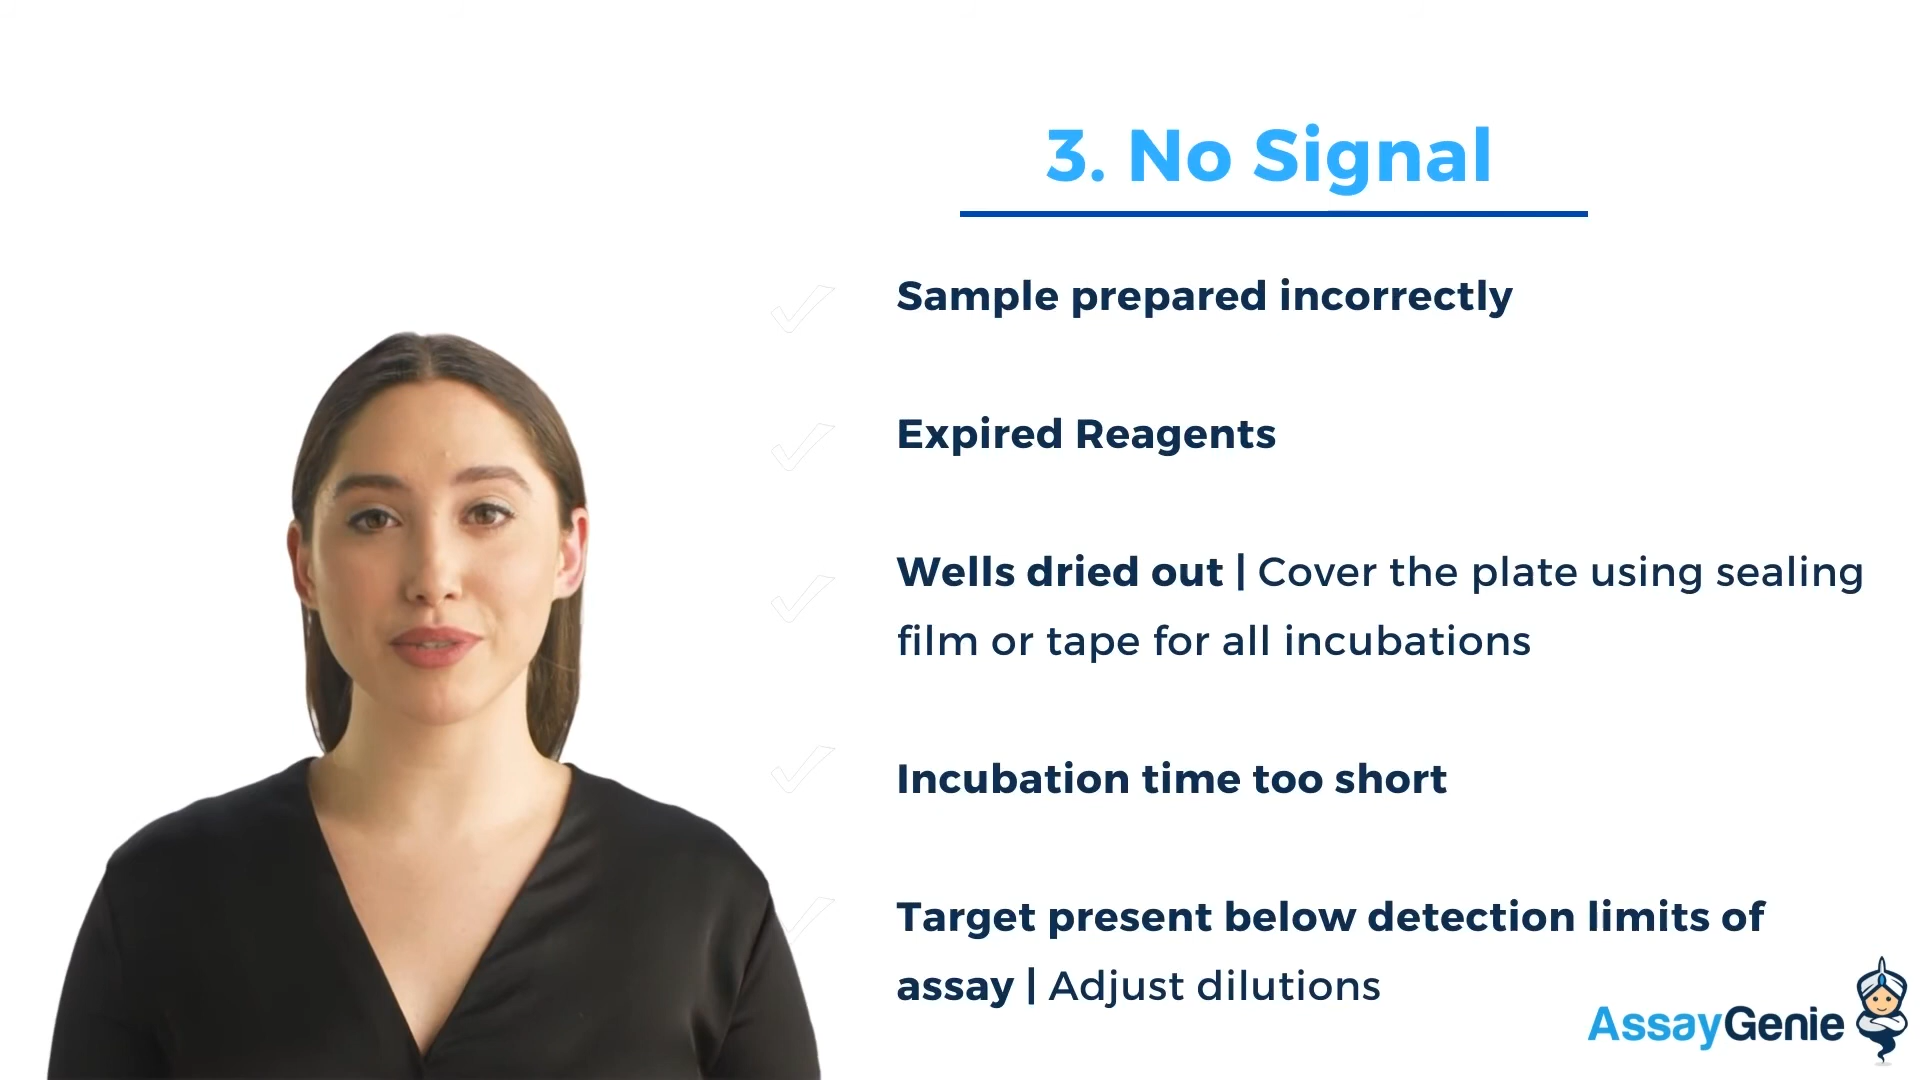 3. No Signal
Sample prepared incorrectly
Expired Reagents
Wells dried out | Cover the plate using sealing
film or tape for all incubations
Incubation time too short
Target present below detection limits of
assay | Adjust dilutions
AssayGenie